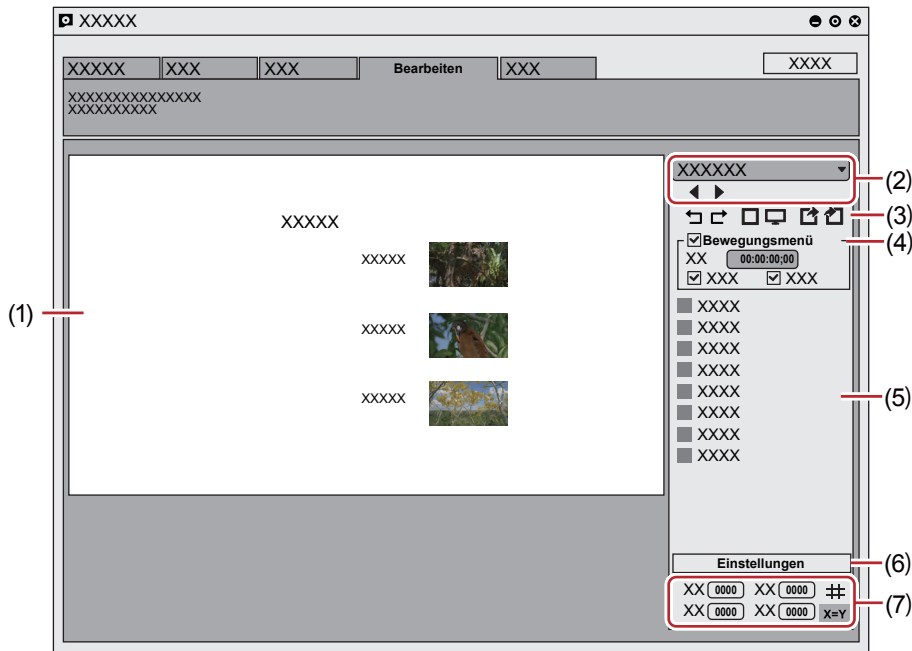 XXXXX
XXXXX XXX XXX Bearbeiten XXX XXXX
XXXXXXXXXXXXXXX
XXXXXXXXXX
XXXXX
XXXXX
XXXXX
XXXXX
XXXXXX
Bewegungsmenü
XX 00:00:00;00
XXX XXX
XXXX
XXXX
XXXX
XXXX
XXXX
XXXX
XXXX
XXXX
Einstellungen
XX 0000 XX 0000
XX 0000 XX 0000 X=Y
(1)
(2)
(3)
(4)
(5)
(6)
(7)